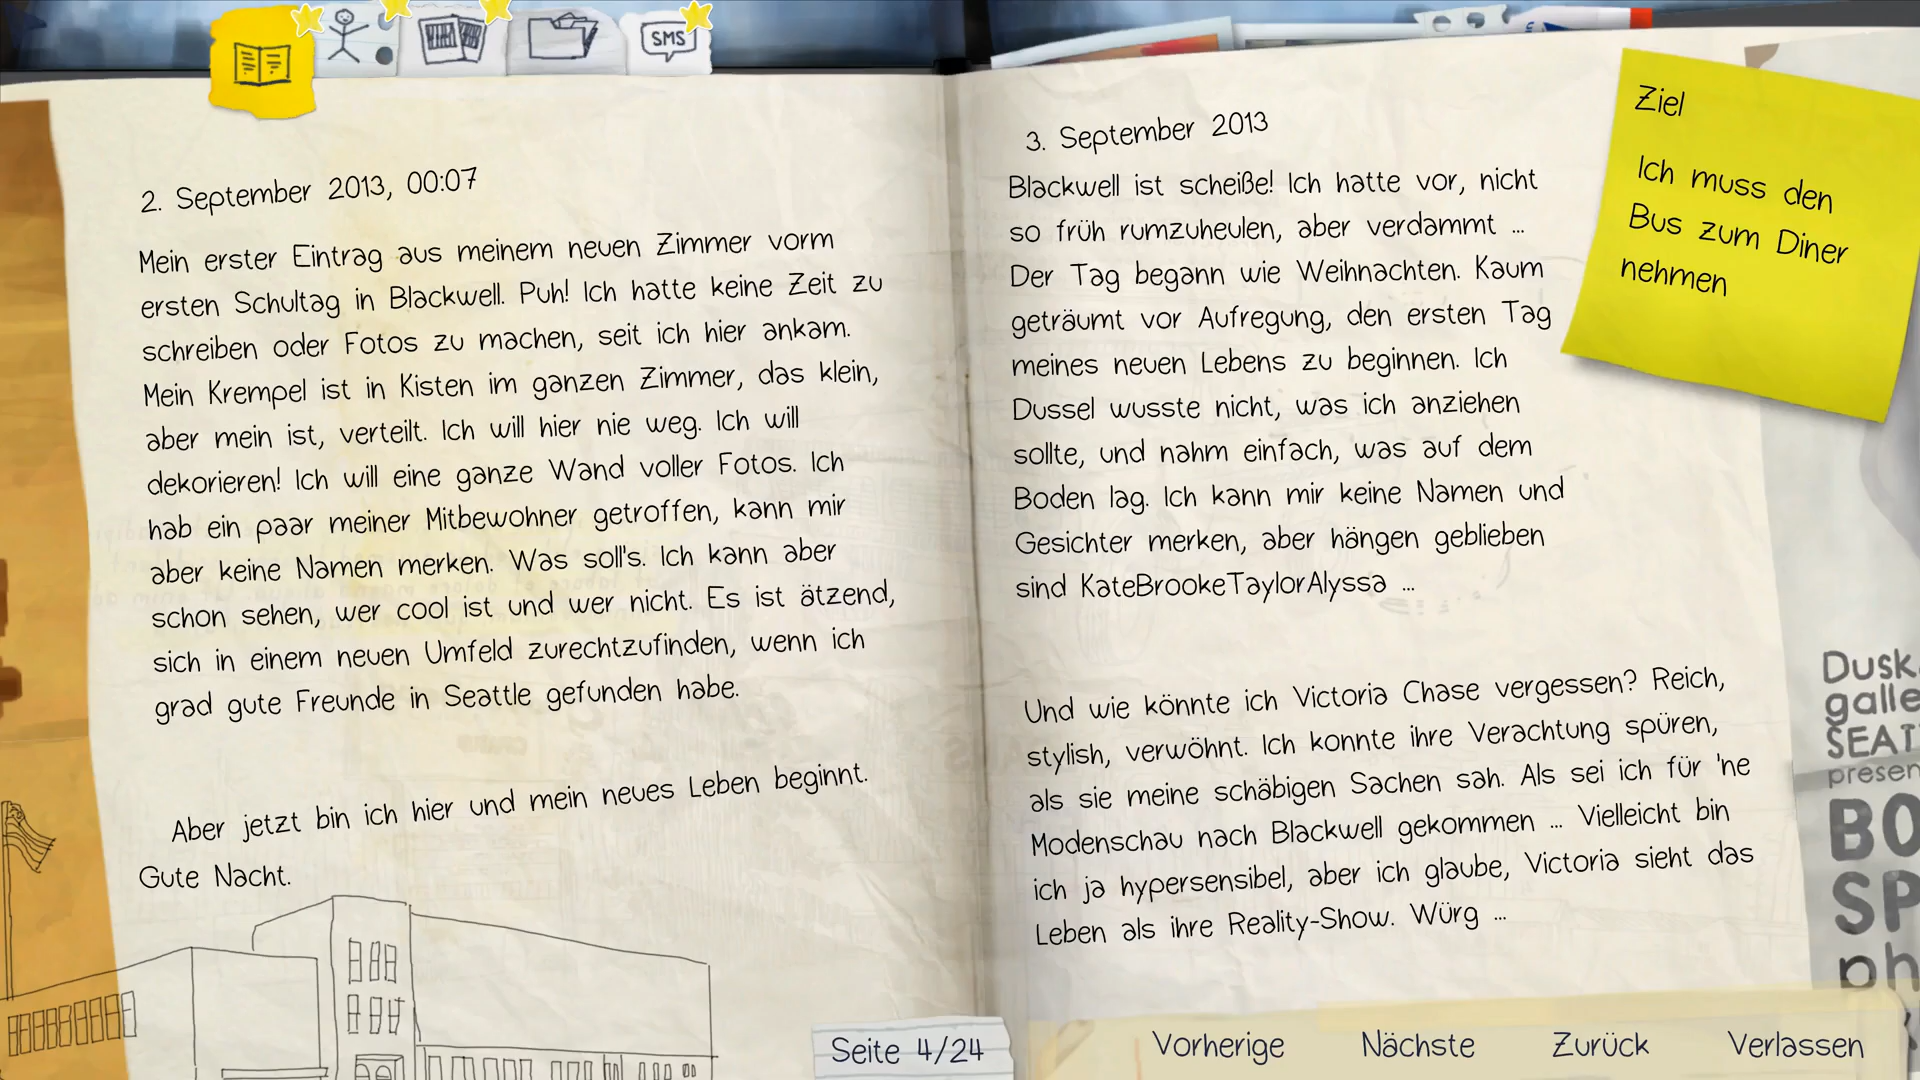 SMS
2. September 2013, 00:07
Mein erster Eintrag aus meinem neuen Zimmer vorm
ersten Schultag in Blackwell. Puh! Ich hatte keine Zeit zu
schreiben oder Fotos zu machen, seit ich hier ankam.
Mein Krempel ist in Kisten im ganzen Zimmer, das klein,
aber mein ist, verteilt. Ich will hier nie weg. Ich will
dekorieren! Ich will eine ganze Wand voller Fotos. Ich
hab ein paar meiner Mitbewohner getroffen, kann mir
aber keine Namen merken. Was soll's. Ich kann aber
schon sehen, wer cool ist und wer nicht. Es ist ätzend,
sich in einem neuen Umfeld zurechtzufinden, wenn ich
grad gute Freunde in Seattle gefunden habe.
Aber jetzt bin ich hier und mein neues Leben beginnt.
Gute Nacht.
3. September 2013
Blackwell ist scheiße! Ich hatte vor, nicht
so früh rumzuheulen, aber verdammt ...
Der Tag begann wie Weihnachten. Kaum
geträumt vor Aufregung, den ersten Tag
meines neuen Lebens zu beginnen. Ich
Dussel wusste nicht, was ich anziehen
sollte, und nahm einfach, was auf dem
Boden lag. Ich kann mir keine Namen und
Gesichter merken, aber hängen geblieben
sind KateBrookeTaylorAlyssa ...
Und wie könnte ich Victoria Chase vergessen? Reich,
stylish, verwöhnt. Ich konnte ihre Verachtung spüren,
als sie meine schäbigen Sachen sah. Als sei ich für 'ne
Modenschau nach Blackwell gekommen ... Vielleicht bin
ich ja hypersensibel, aber ich glaube, Victoria sieht das
Leben als ihre Reality-Show. Würg ...
Ziel
Ich muss den
Bus zum Diner
nehmen
Dusk
galle
SEAT
presen
BO
SP
ph
Seite 4/24
Vorherige
Nächste
Zurück
Verlassen